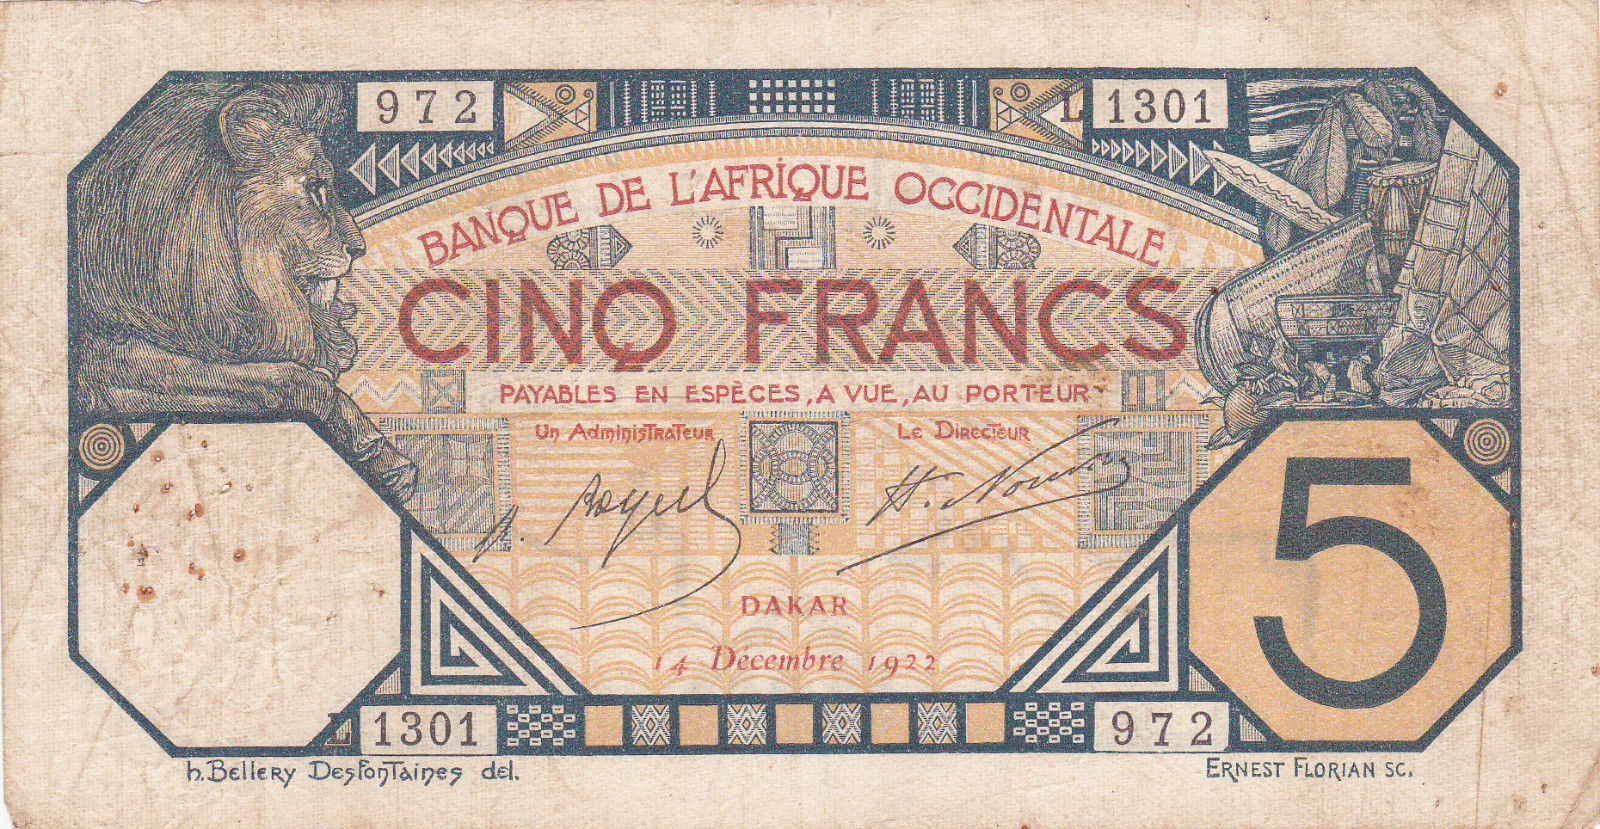 972
L 1301
BANQUE DE L'AFRIQUE OCCIDENTALE
CINQ FRANCS
PAYABLES EN ESPÈCES, A VUE, AU PORTEUR
Un Administrateur
Le Directeur
DAKAR
14 Décembre 1922
5
L 1301
972
h. Bellery Desfontaines del.
ERNEST FLORIAN SC.